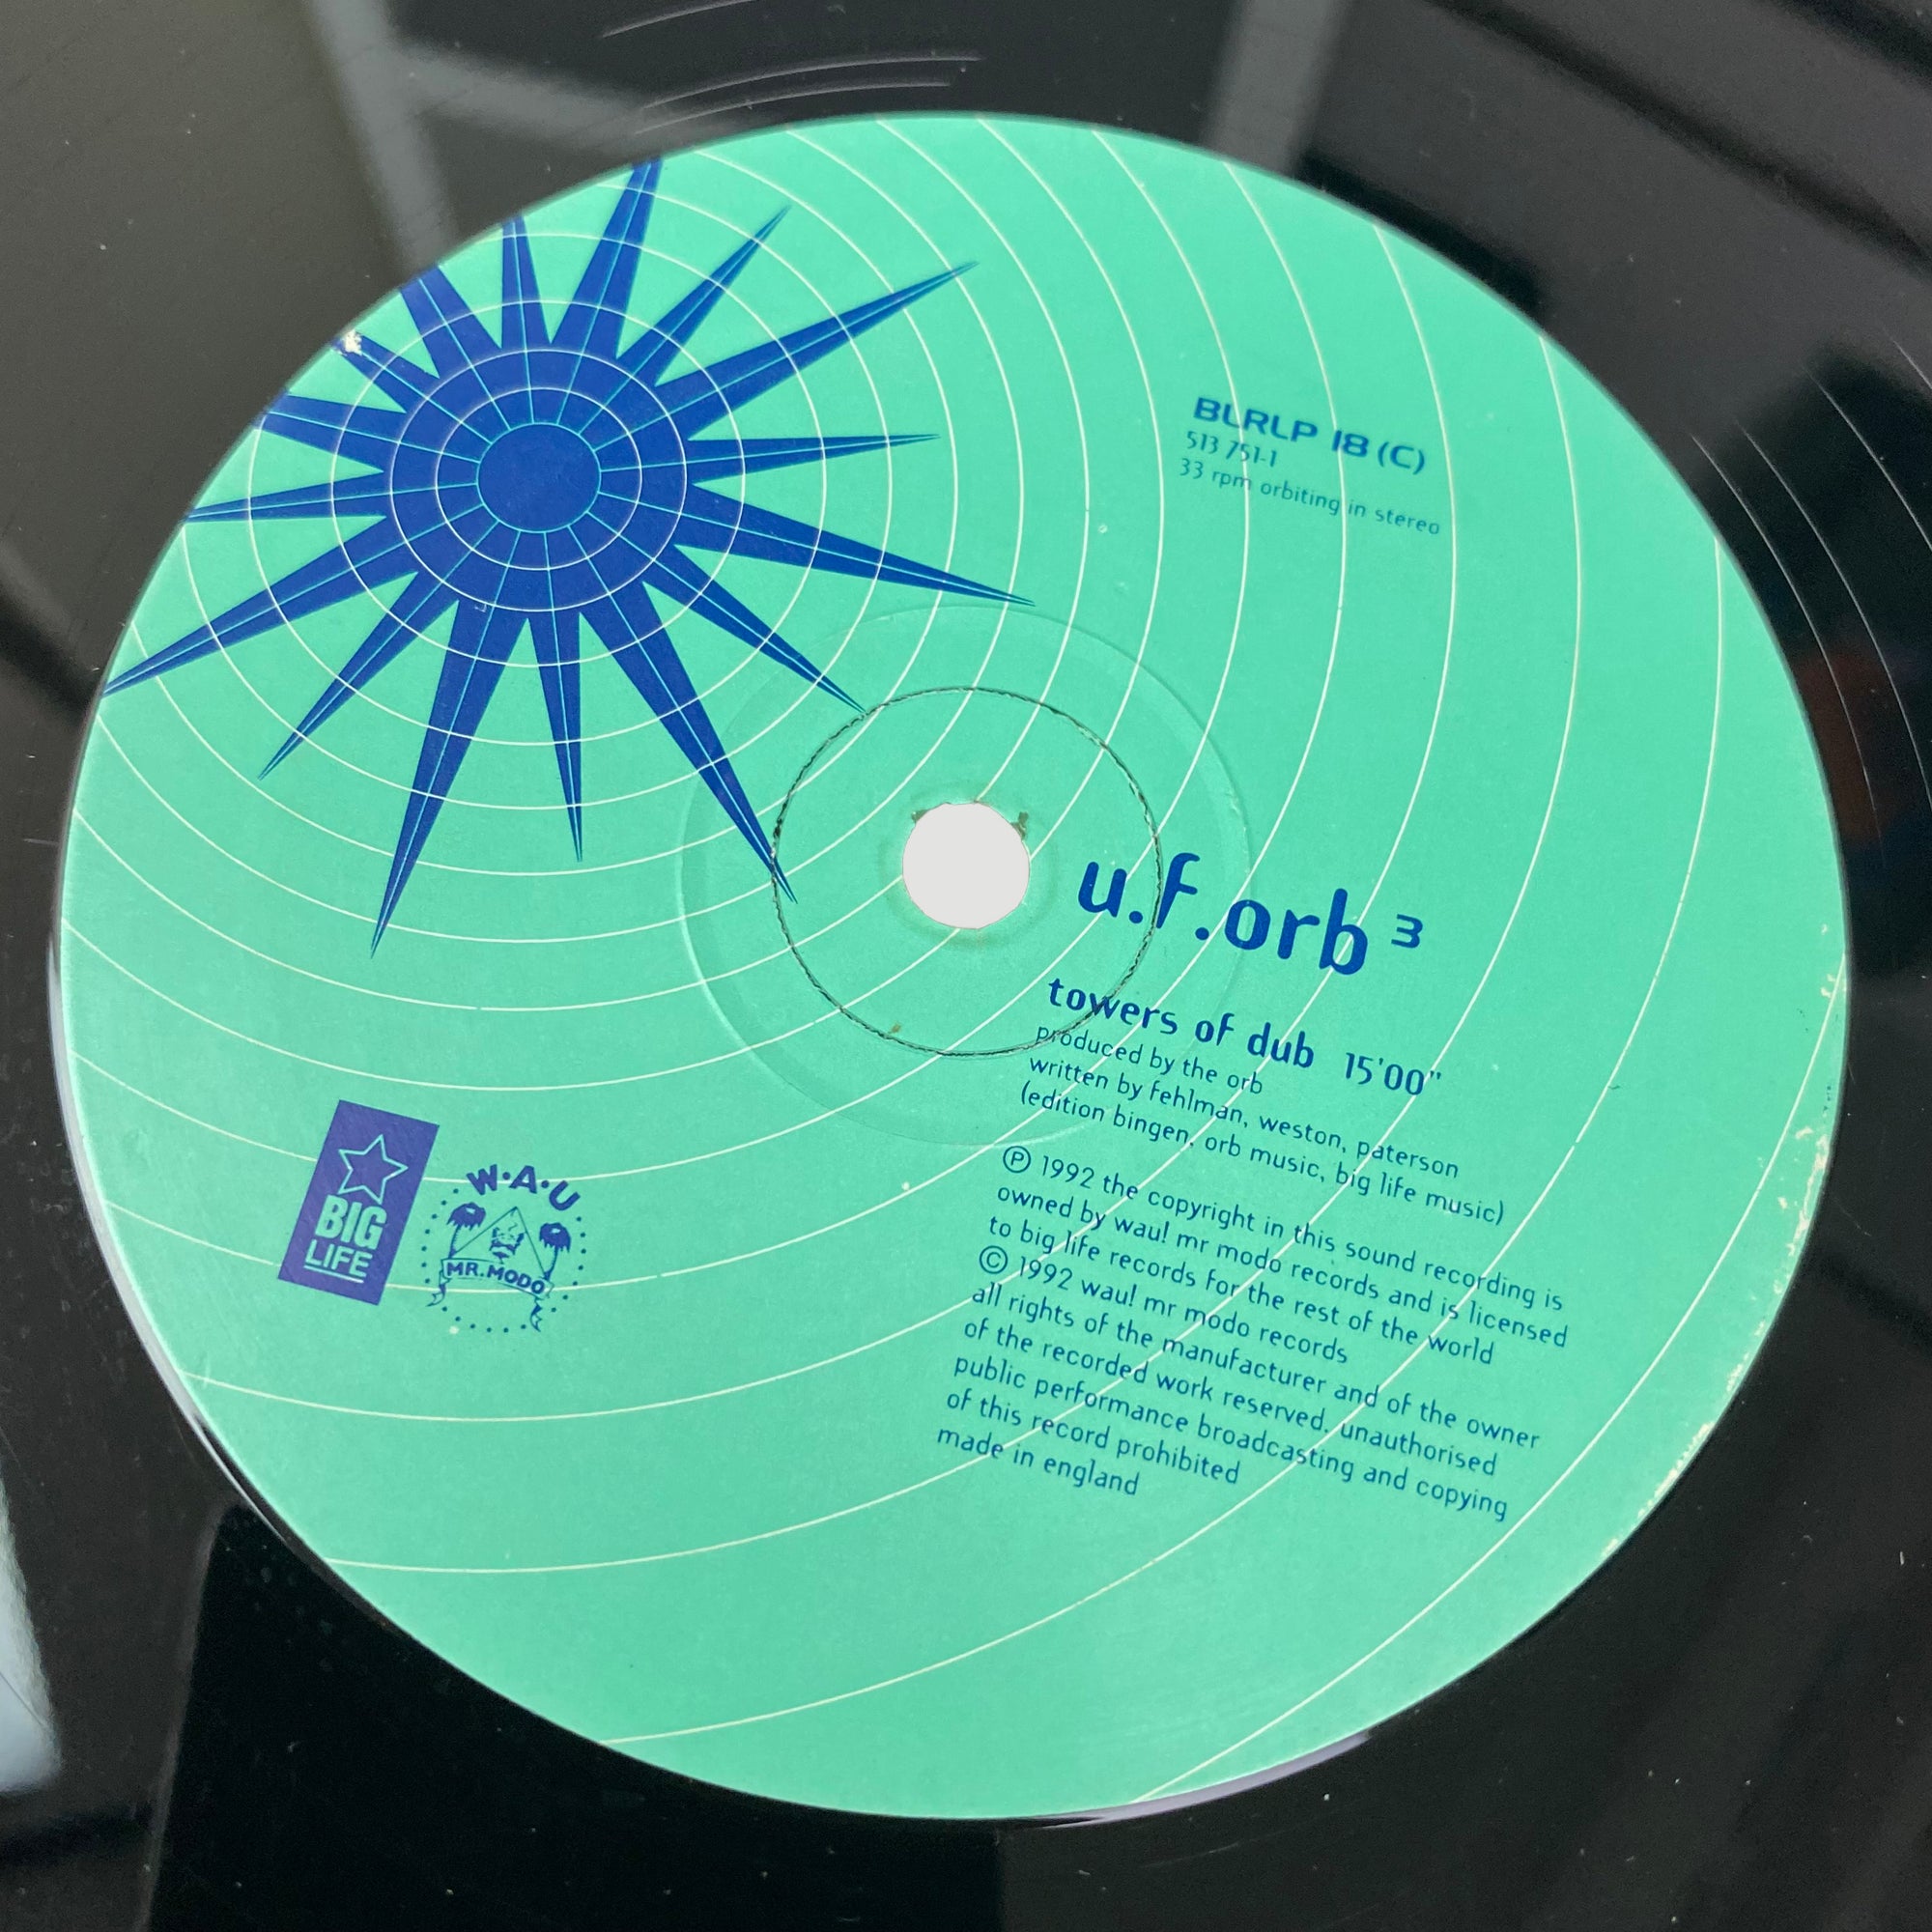 BLRLP 18 (C)
513 751-1
33 rpm orbiting in stereo
u.f.orb 3
towers of dub 15'00"
produced by the orb
written by fehlman, weston, paterson
(edition bingen, orb music, big life music)
℗ 1992 the copyright in this sound recording is
owned by wau! mr modo records and is licensed
to big life records for the rest of the world
© 1992 wau! mr modo records
all rights of the manufacturer and of the owner
of the recorded work reserved. unauthorised
public performance broadcasting and copying
of this record prohibited
made in england
BIG
LIFE
W·A·U
MR.MODO